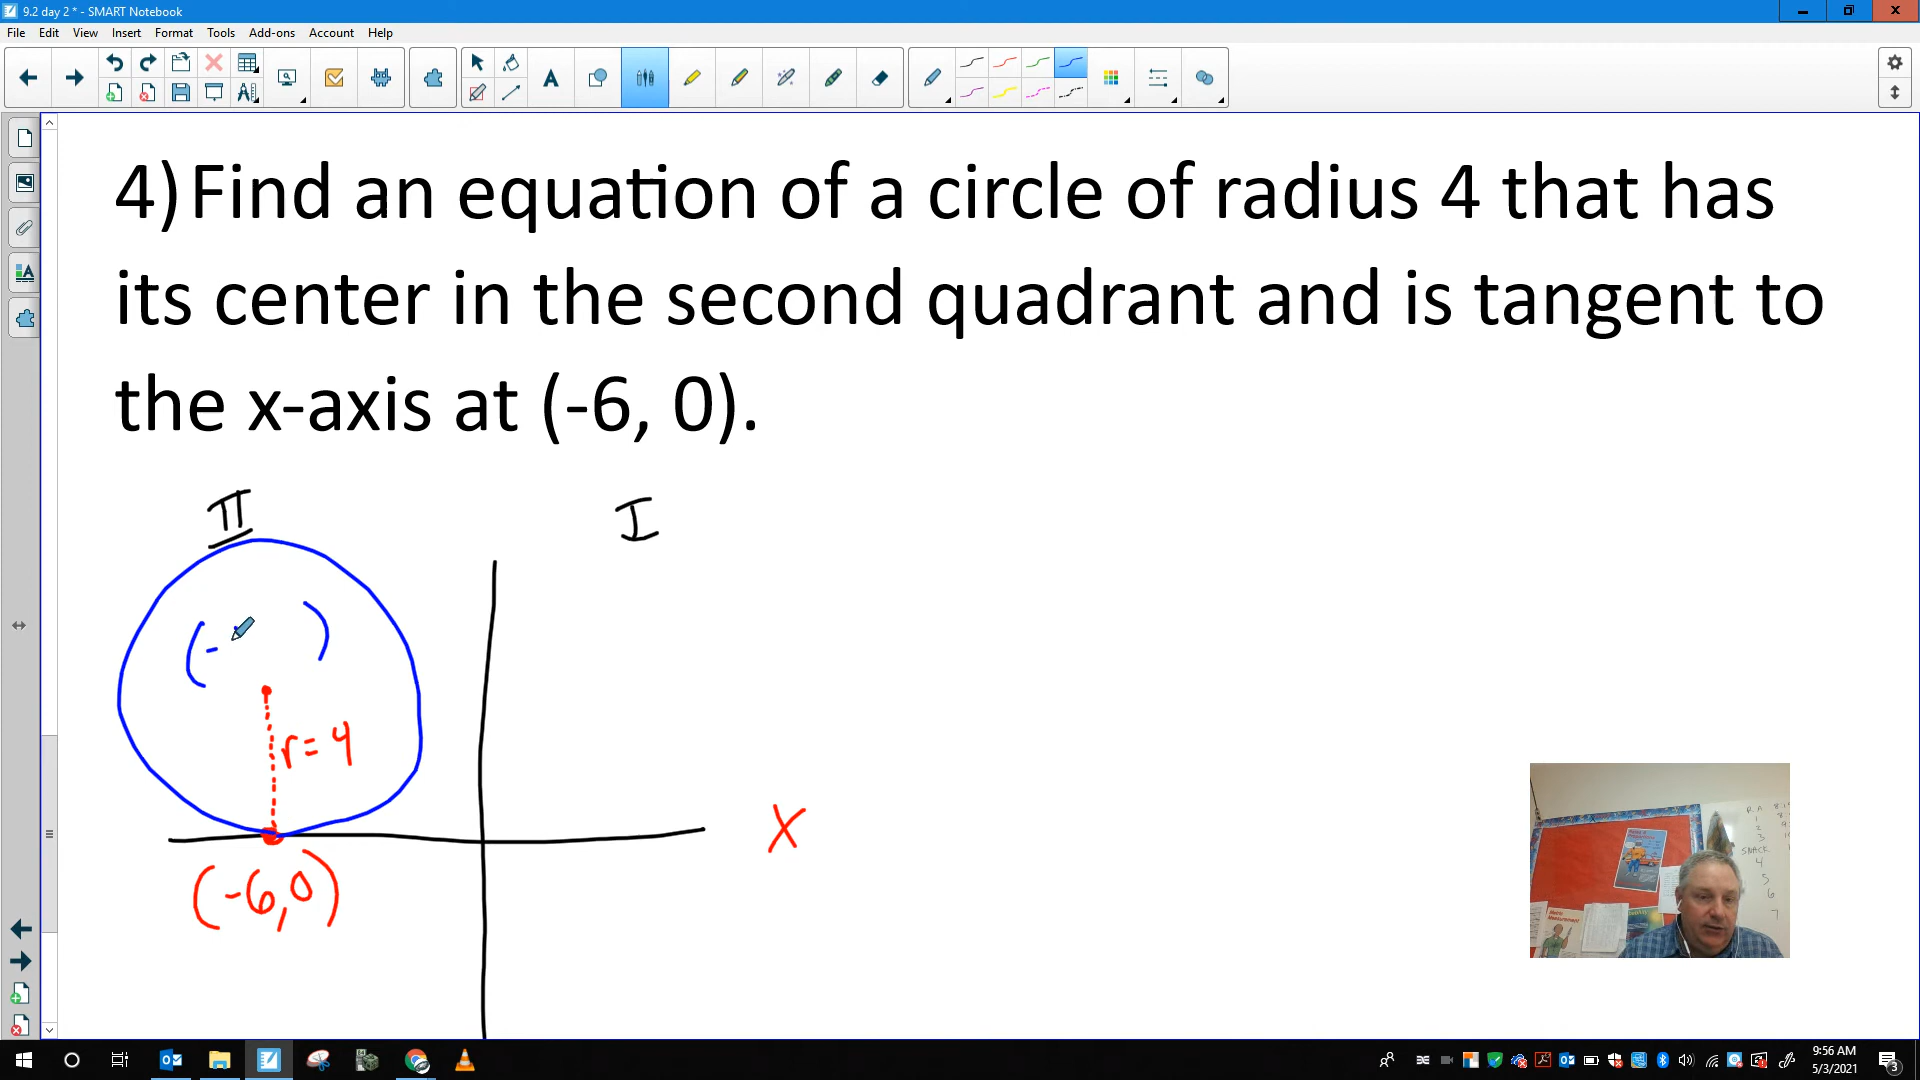 9.2 day 2 * - SMART Notebook
File Edit View Insert Format Tools Add-ons Account Help
4) Find an equation of a circle of radius 4 that has
its center in the second quadrant and is tangent to
the x-axis at (-6, 0).
II
I
(- )
r = 4
X
(-6,0)
9:56 AM
5/3/2021
3